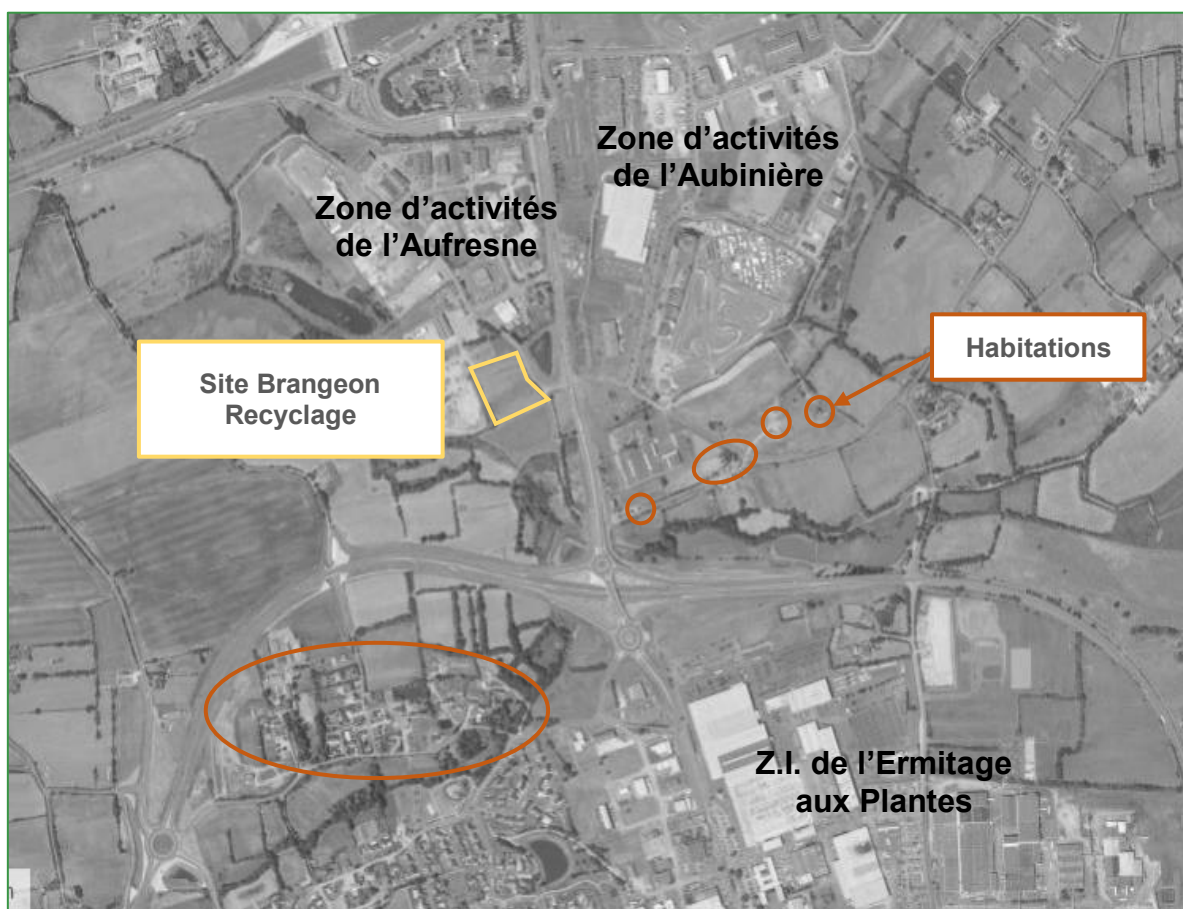 Zone d’activités
de l’Aubinière
Zone d’activités
de l’Aufresne
Site Brangeon
Recyclage
Habitations
Z.I. de l’Ermitage
aux Plantes